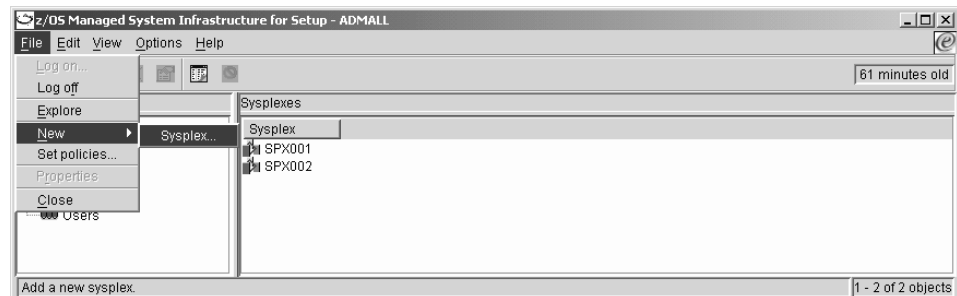 z/OS Managed System Infrastructure for Setup - ADMALL
File Edit View Options Help
Log on...
Log off
61 minutes old
Explore
Sysplexes
New
Sysplex...
Sysplex
Set policies...
SPX001
Properties
SPX002
Close
Users
Add a new sysplex.
1 - 2 of 2 objects